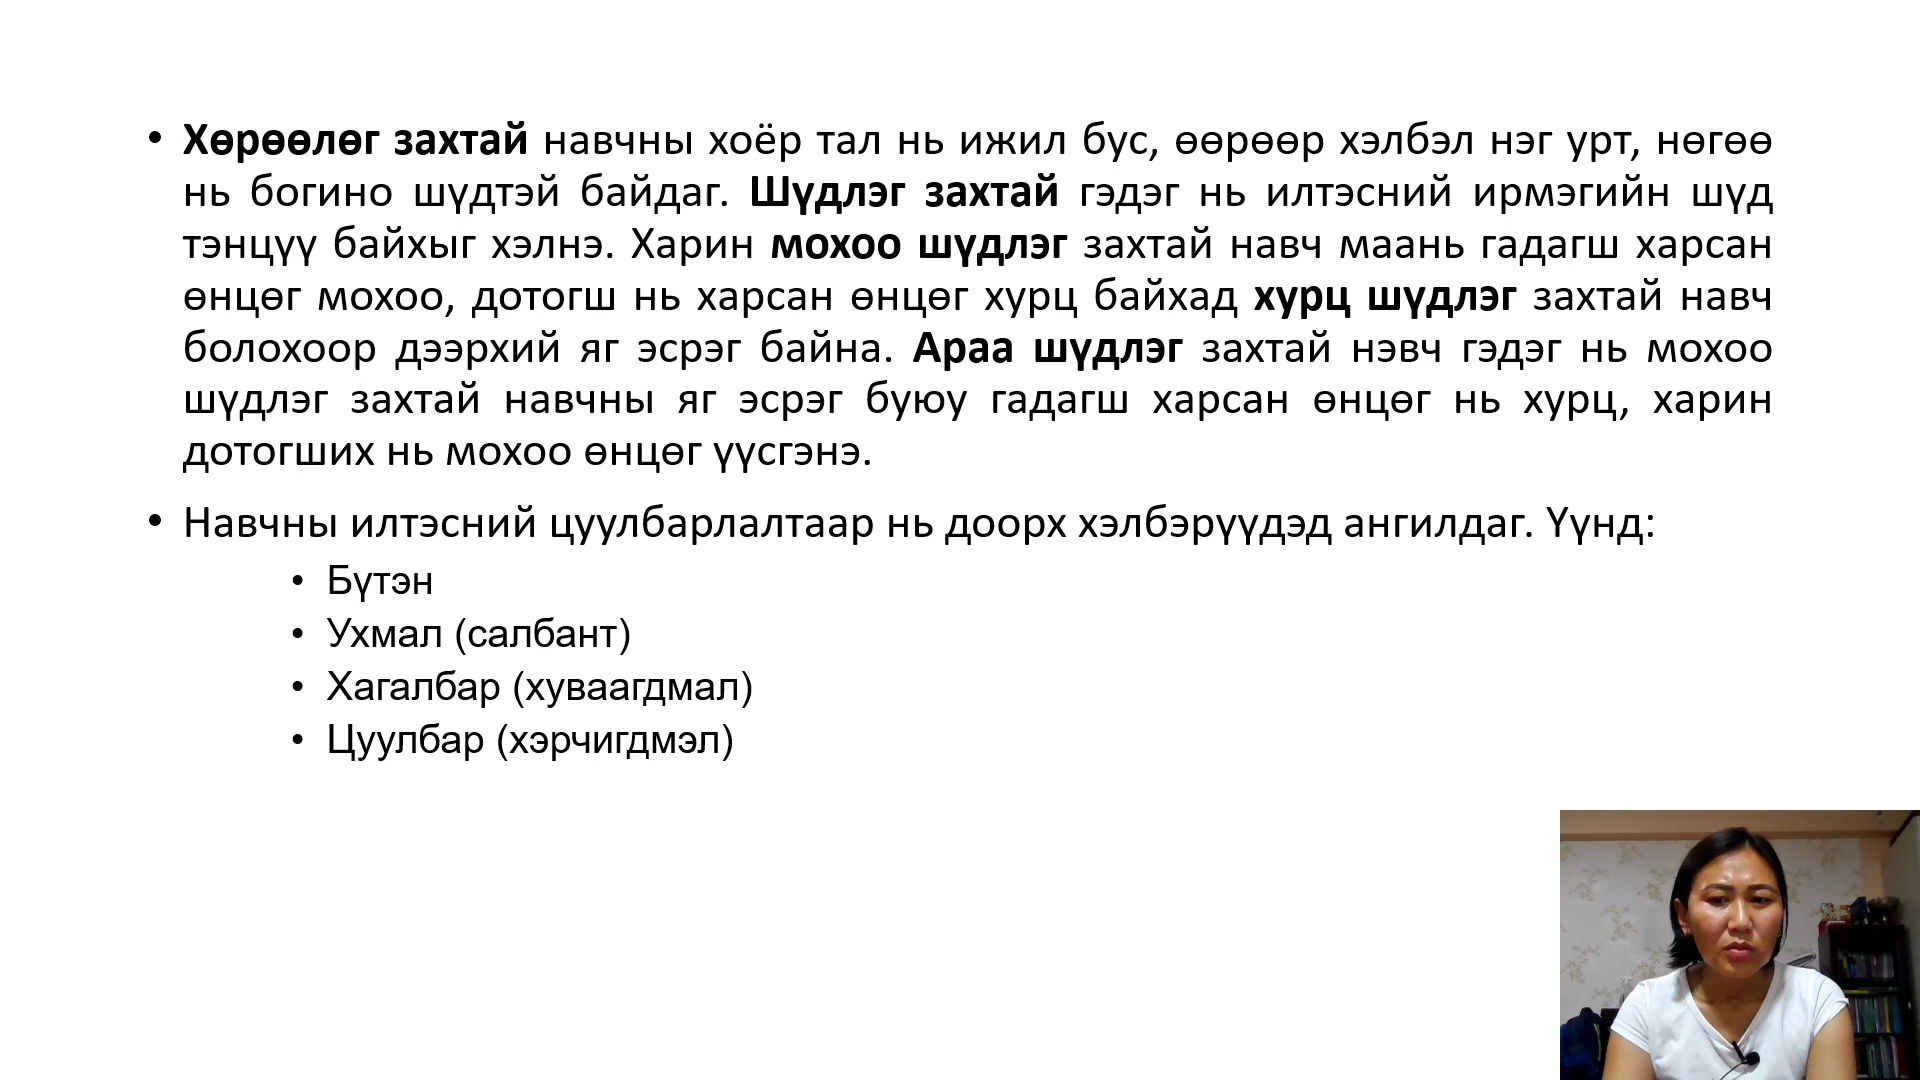 • Хөрөөлөг захтай навчны хоёр тал нь ижил бус, өөрөөр хэлбэл нэг урт, нөгөө
нь богино шүдтэй байдаг. Шүдлэг захтай гэдэг нь илтэсний ирмэгийн шүд
тэнцүү байхыг хэлнэ. Харин мохоо шүдлэг захтай навч маань гадагш харсан
өнцөг мохоо, дотогш нь харсан өнцөг хурц байхад хурц шүдлэг захтай навч
болохоор дээрхий яг эсрэг байна. Араа шүдлэг захтай нэвч гэдэг нь мохоо
шүдлэг захтай навчны яг эсрэг буюу гадагш харсан өнцөг нь хурц, харин
дотогших нь мохоо өнцөг үүсгэнэ.
• Навчны илтэсний цуулбарлалтаар нь доорх хэлбэрүүдэд ангилдаг. Үүнд:
• Бүтэн
• Ухмал (салбант)
• Хагалбар (хуваагдмал)
• Цуулбар (хэрчигдмэл)